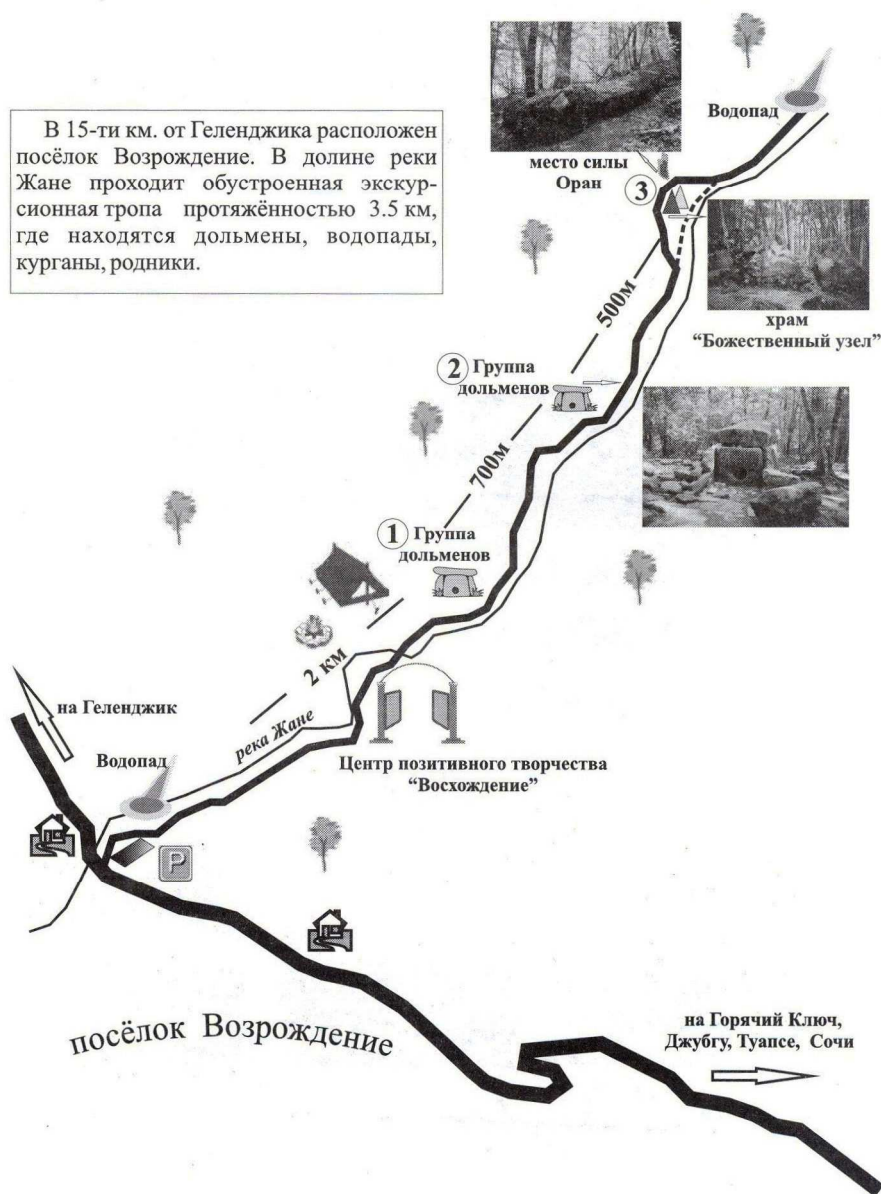 В 15-ти км. от Геленджика расположен
посёлок Возрождение. В долине реки
Жане проходит обустроенная экскур-
сионная тропа протяжённостью 3.5 км,
где находятся дольмены, водопады,
курганы, родники.
Водопад
место силы
Оран
3
храм
“Божественный узел”
500м
2 Группа
дольменов
700м
1 Группа
дольменов
2 км
на Геленджик
река Жане
Водопад
Центр позитивного творчества
“Восхождение”
P
посёлок Возрождение
на Горячий Ключ,
Джубгу, Туапсе, Сочи